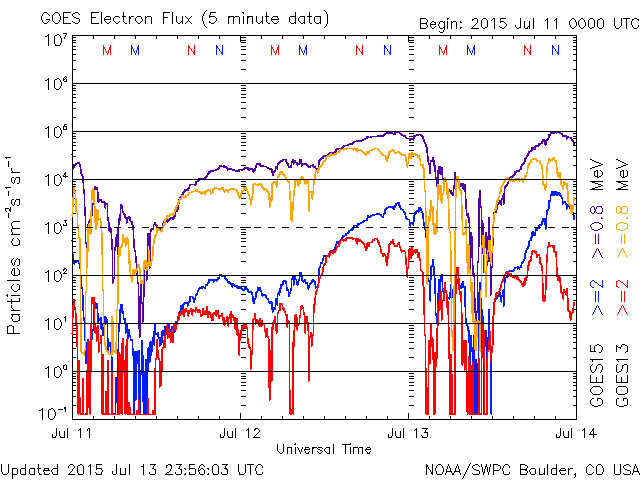 GOES Electron Flux (5 minute data)
Begin: 2015 Jul 11 0000 UTC
10⁷
M M N N M M N N M M N N
10⁶
10⁵
10⁴
10³
10²
10¹
10⁰
10⁻¹
Particles cm⁻²s⁻¹sr⁻¹
GOES15 >=2 >=0.8 MeV
GOES13 >=2 >=0.8 MeV
Jul 11 Jul 12 Jul 13 Jul 14
Universal Time
Updated 2015 Jul 13 23:56:03 UTC
NOAA/SWPC Boulder, CO USA